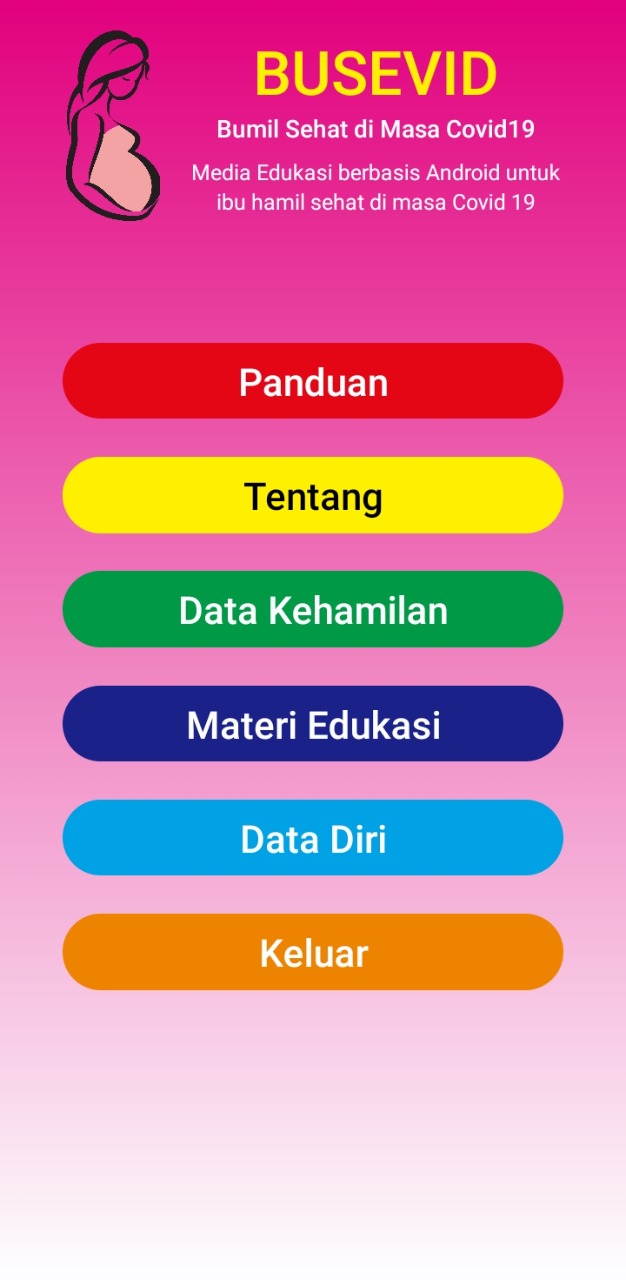 BUSEVID
Bumil Sehat di Masa Covid19
Media Edukasi berbasis Android untuk
ibu hamil sehat di masa Covid 19
Panduan
Tentang
Data Kehamilan
Materi Edukasi
Data Diri
Keluar